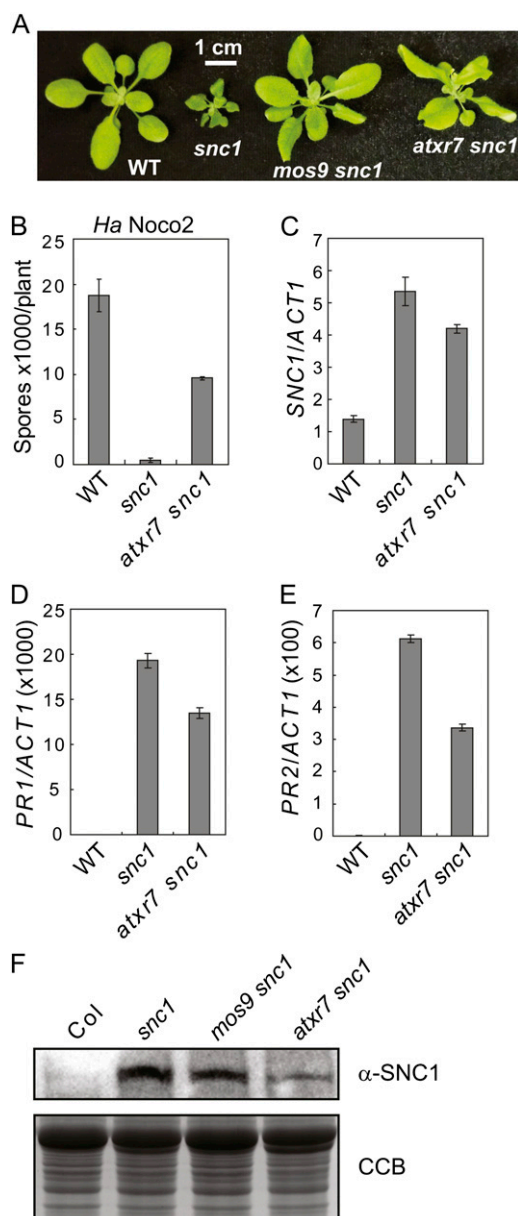 A
1 cm
WT
snc1
mos9 snc1
atxr7 snc1
B
Ha Noco2
Spores x1000/plant
25
20
15
10
5
0
WT
snc1
atxr7 snc1
C
SNC1/ACT1
7
6
5
4
3
2
1
0
WT
snc1
atxr7 snc1
D
PR1/ACT1 (x1000)
25
20
15
10
5
0
WT
snc1
atxr7 snc1
E
PR2/ACT1 (x100)
7
6
5
4
3
2
1
0
WT
snc1
atxr7 snc1
F
Col
snc1
mos9 snc1
atxr7 snc1
α-SNC1
CCB